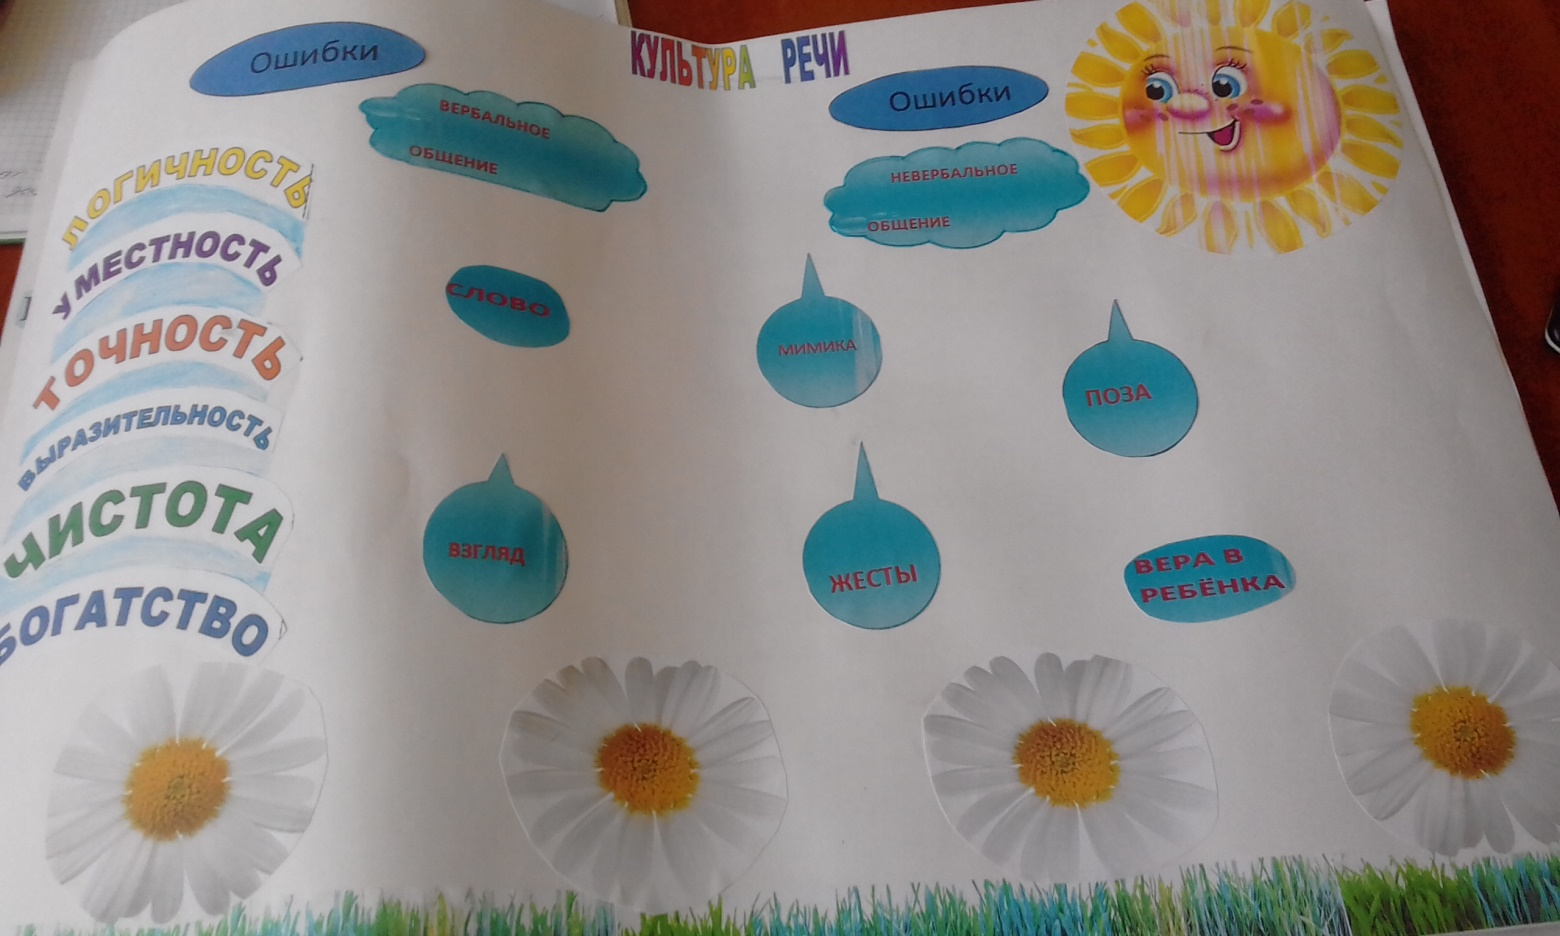 КУЛЬТУРА РЕЧИ
Ошибки
Ошибки
ВЕРБАЛЬНОЕ
ОБЩЕНИЕ
НЕВЕРБАЛЬНОЕ
ОБЩЕНИЕ
ЛОГИЧНОСТЬ
УМЕСТНОСТЬ
ТОЧНОСТЬ
ВЫРАЗИТЕЛЬНОСТЬ
ЧИСТОТА
БОГАТСТВО
СЛОВО
МИМИКА
ПОЗА
ВЗГЛЯД
ЖЕСТЫ
ВЕРА В
РЕБЁНКА